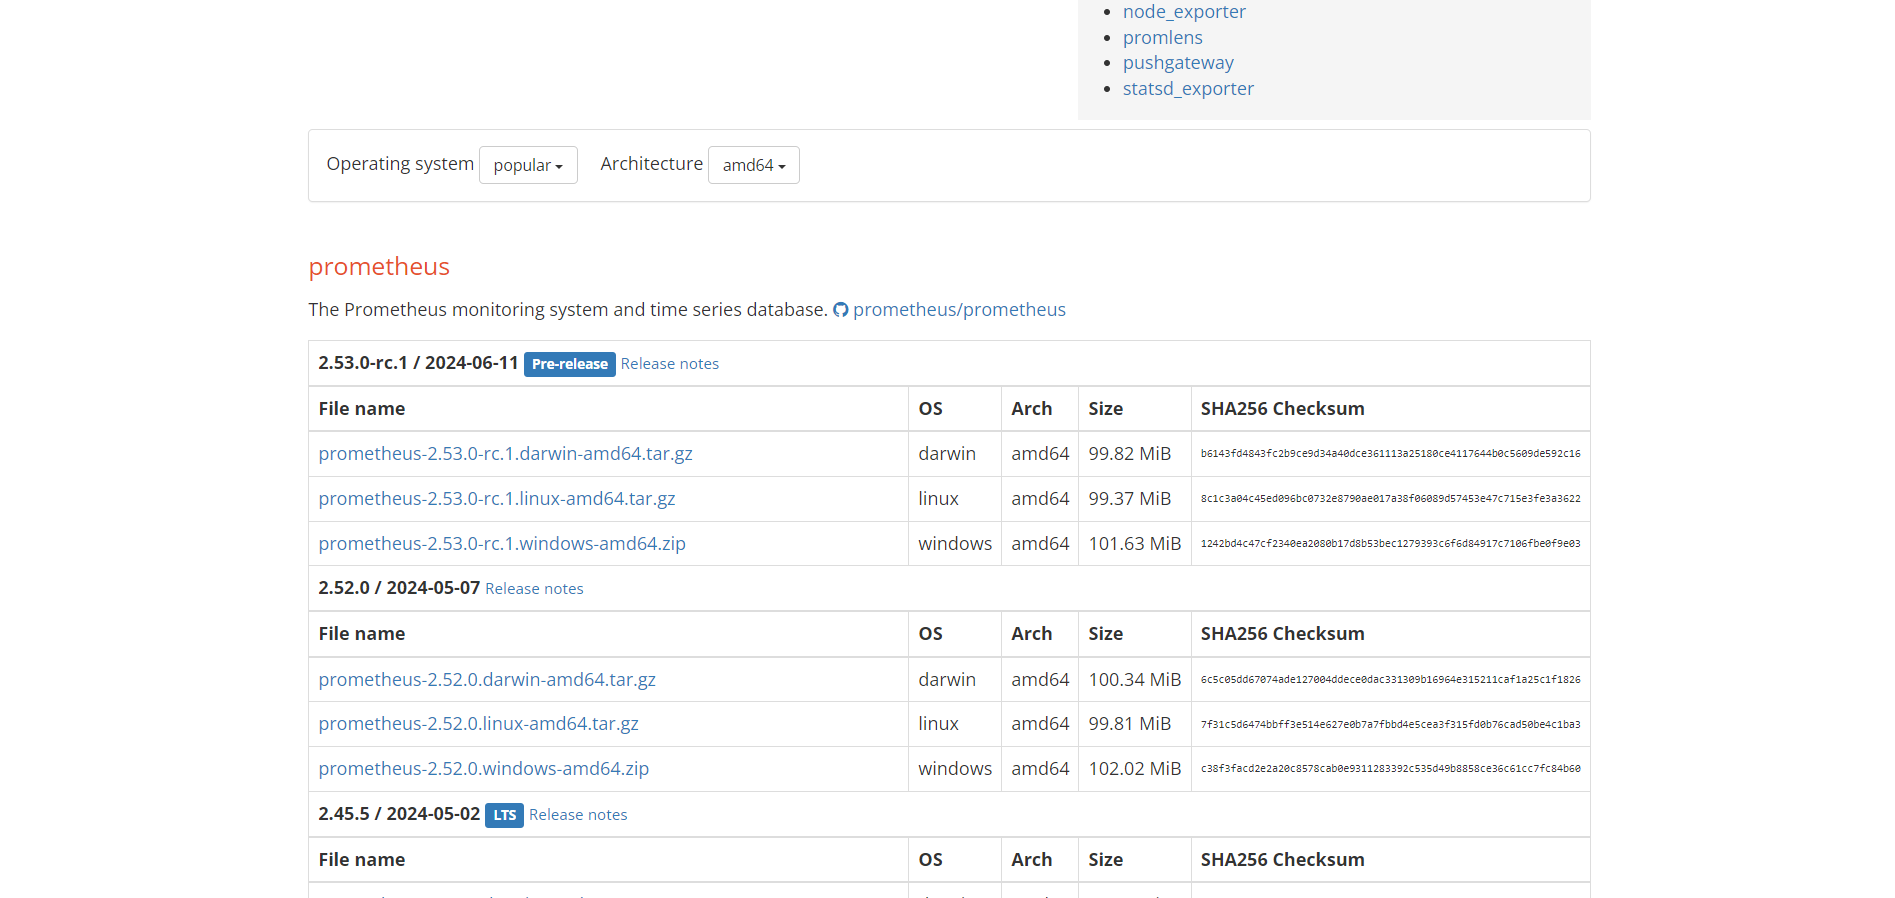 node_exporter
promlens
pushgateway
statsd_exporter
Operating system popular Architecture amd64
prometheus
The Prometheus monitoring system and time series database. prometheus/prometheus
2.53.0-rc.1 / 2024-06-11 Pre-release Release notes
File name OS Arch Size SHA256 Checksum
prometheus-2.53.0-rc.1.darwin-amd64.tar.gz darwin amd64 99.82 MiB b6143fd4843fc2b9ce9d34a40dce361113a25180ce4117644b0c5609de592c16
prometheus-2.53.0-rc.1.linux-amd64.tar.gz linux amd64 99.37 MiB 8c1c3a04c45ed096bc0732e8790ae017a38f06089d57453e47c715e3fe3a3622
prometheus-2.53.0-rc.1.windows-amd64.zip windows amd64 101.63 MiB 1242bd4c47cf2340ea2080b17d8b53bec1279393c6f6d84917c7106fbe0f9e03
2.52.0 / 2024-05-07 Release notes
File name OS Arch Size SHA256 Checksum
prometheus-2.52.0.darwin-amd64.tar.gz darwin amd64 100.34 MiB 6c5c05dd67074ade127004ddece0dac331309b16964e315211caf1a25c1f1826
prometheus-2.52.0.linux-amd64.tar.gz linux amd64 99.81 MiB 7f31c5d6474bbff3e514e627e0b7a7fbbd4e5cea3f315fd0b76cad50be4c1ba3
prometheus-2.52.0.windows-amd64.zip windows amd64 102.02 MiB c38f3facd2e2a20c8578cab0e9311283392c535d49b8858ce36c61cc7fc84b60
2.45.5 / 2024-05-02 LTS Release notes
File name OS Arch Size SHA256 Checksum